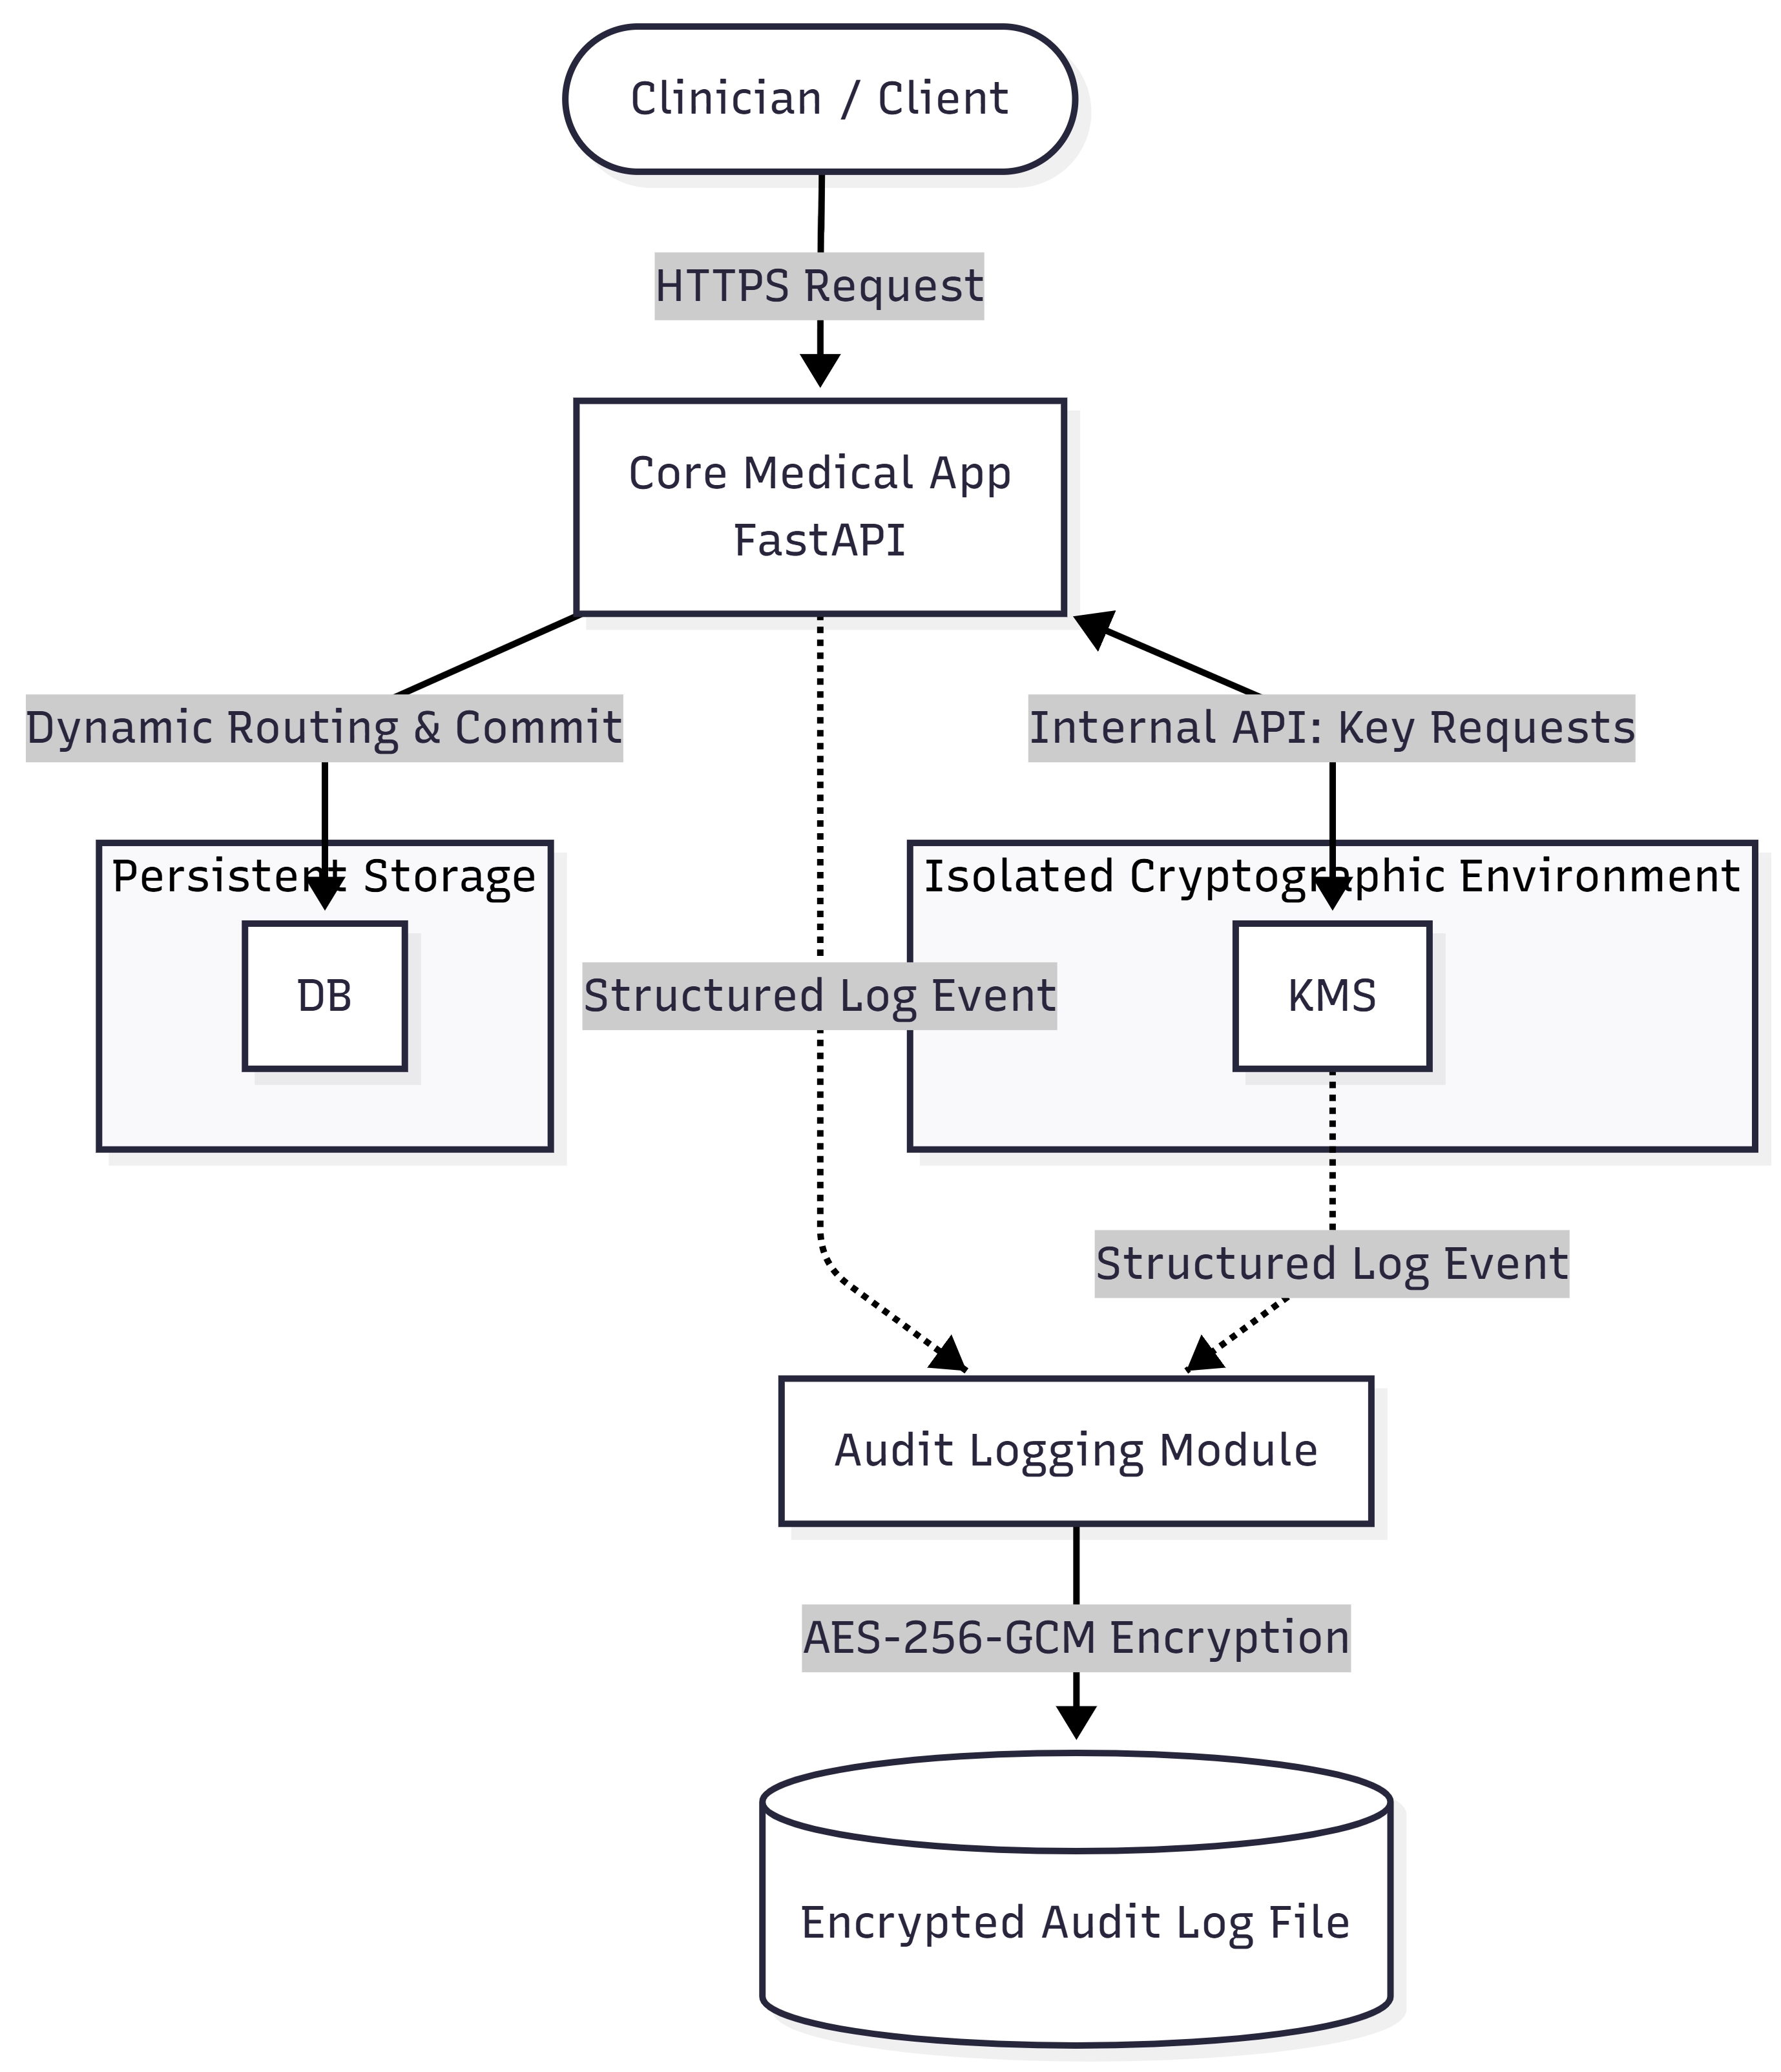 Clinician / Client
HTTPS Request
Core Medical App
FastAPI
Dynamic Routing & Commit
Internal API: Key Requests
Persistent Storage
Isolated Cryptographic Environment
DB
Structured Log Event
KMS
Structured Log Event
Audit Logging Module
AES-256-GCM Encryption
Encrypted Audit Log File